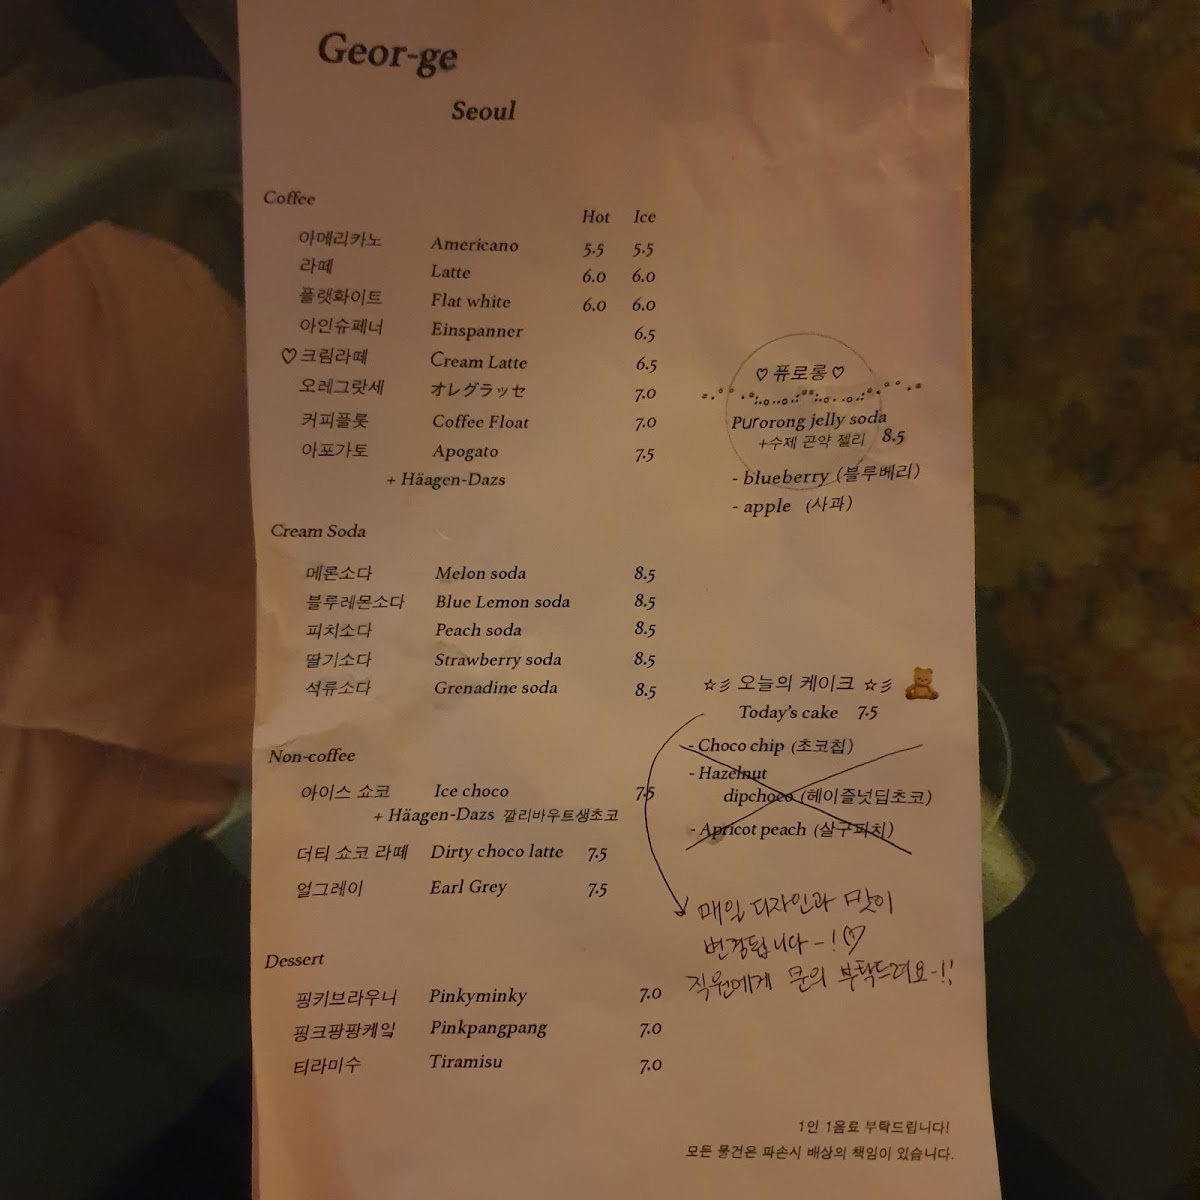 Geor-ge
Seoul
Coffee
Hot Ice
아메리카노 Americano 5.5 5.5
라떼 Latte 6.0 6.0
플랫화이트 Flat white 6.0 6.0
아인슈페너 Einspanner 6.5
♡크림라떼 Cream Latte 6.5
오레그랏세 オレグラッセ 7.0
커피플롯 Coffee Float 7.0
아포가토 Apogato 7.5
+ Häagen-Dazs
Cream Soda
메론소다 Melon soda 8.5
블루레몬소다 Blue Lemon soda 8.5
피치소다 Peach soda 8.5
딸기소다 Strawberry soda 8.5
석류소다 Grenadine soda 8.5
Non-coffee
아이스 쇼코 Ice choco 7.5
+ Häagen-Dazs 깔리바우트생초코
더티 쇼코 라떼 Dirty choco latte 7.5
얼그레이 Earl Grey 7.5
Dessert
핑키브라우니 Pinkyminky 7.0
핑크팡팡케잌 Pinkpangpang 7.0
티라미수 Tiramisu 7.0
♡ 퓨로롱 ♡
Purorong jelly soda
+수제 곤약 젤리 8.5
- blueberry (블루베리)
- apple (사과)
☆彡 오늘의 케이크 ☆彡
Today's cake 7.5
- Choco chip (초코칩)
- Hazelnut
dipchoco (헤이즐넛딥초코)
- Apricot peach (살구피치)
매일 디자인과 맛이
변경됩니다~!♡
직원에게 문의 부탁드려요~!!
1인 1음료 부탁드립니다!
모든 물건은 파손시 배상의 책임이 있습니다.